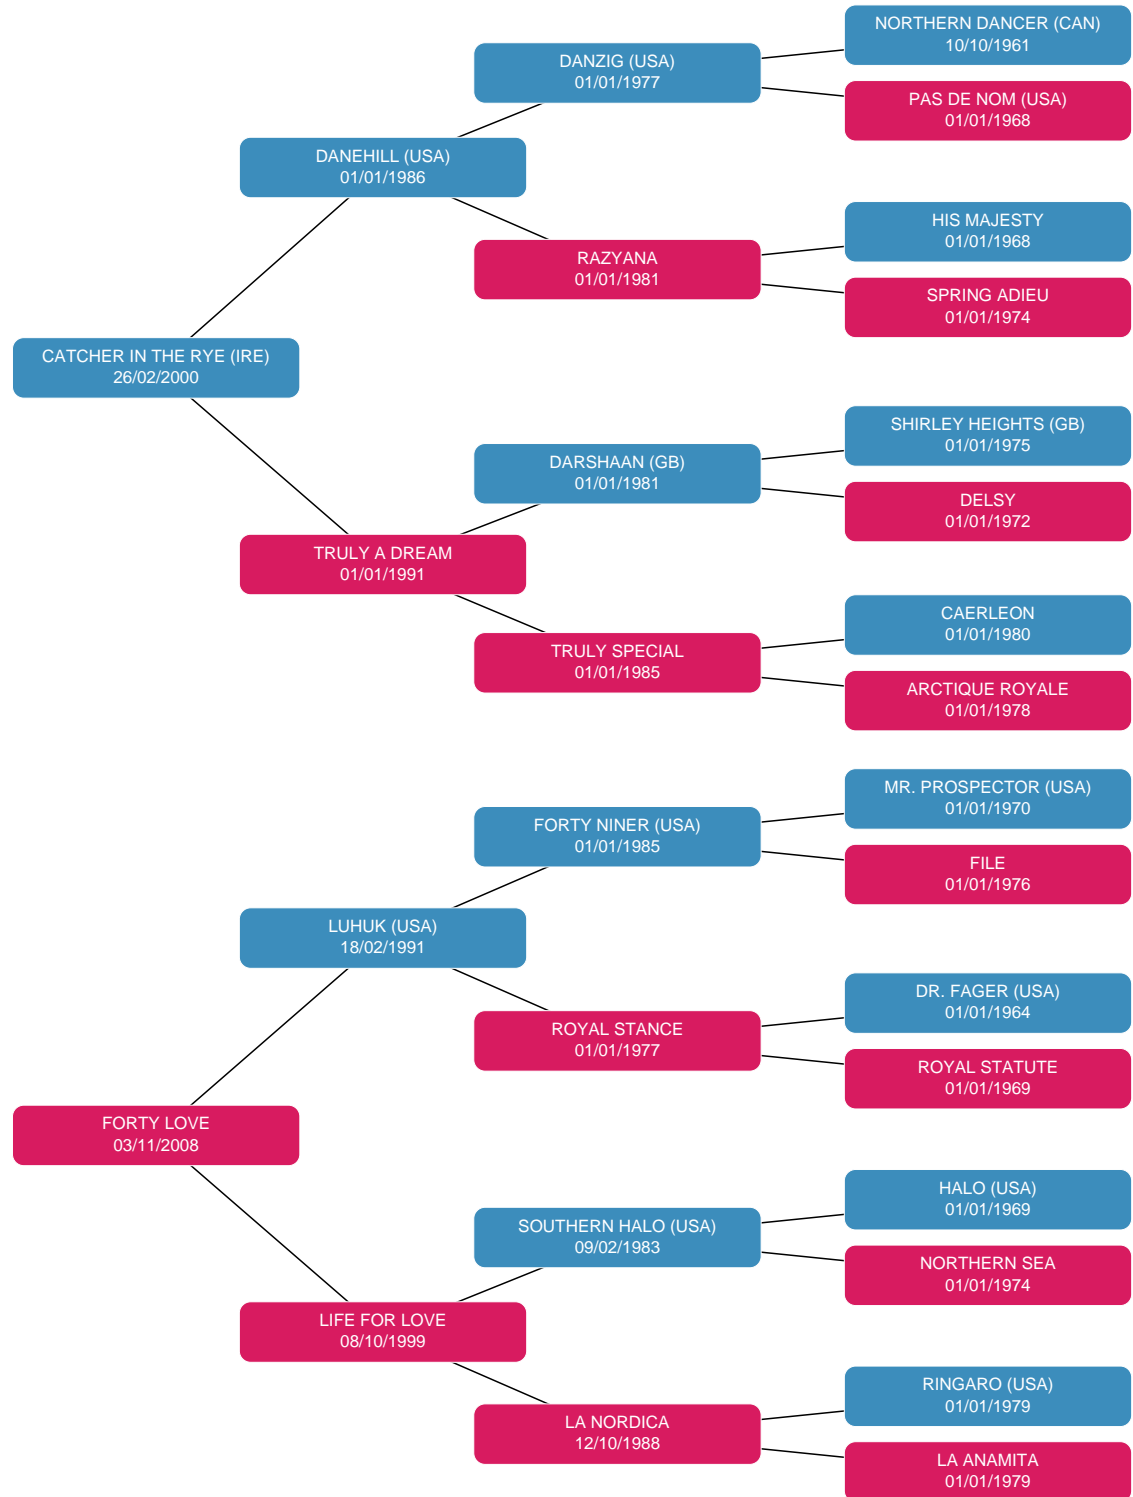 NORTHERN DANCER (CAN)
10/10/1961
DANZIG (USA)
01/01/1977
PAS DE NOM (USA)
01/01/1968
DANEHILL (USA)
01/01/1986
HIS MAJESTY
01/01/1968
RAZYANA
01/01/1981
SPRING ADIEU
01/01/1974
CATCHER IN THE RYE (IRE)
26/02/2000
SHIRLEY HEIGHTS (GB)
01/01/1975
DARSHAAN (GB)
01/01/1981
DELSY
01/01/1972
TRULY A DREAM
01/01/1991
CAERLEON
01/01/1980
TRULY SPECIAL
01/01/1985
ARCTIQUE ROYALE
01/01/1978
MR. PROSPECTOR (USA)
01/01/1970
FORTY NINER (USA)
01/01/1985
FILE
01/01/1976
LUHUK (USA)
18/02/1991
DR. FAGER (USA)
01/01/1964
ROYAL STANCE
01/01/1977
ROYAL STATUTE
01/01/1969
FORTY LOVE
03/11/2008
HALO (USA)
01/01/1969
SOUTHERN HALO (USA)
09/02/1983
NORTHERN SEA
01/01/1974
LIFE FOR LOVE
08/10/1999
RINGARO (USA)
01/01/1979
LA NORDICA
12/10/1988
LA ANAMITA
01/01/1979